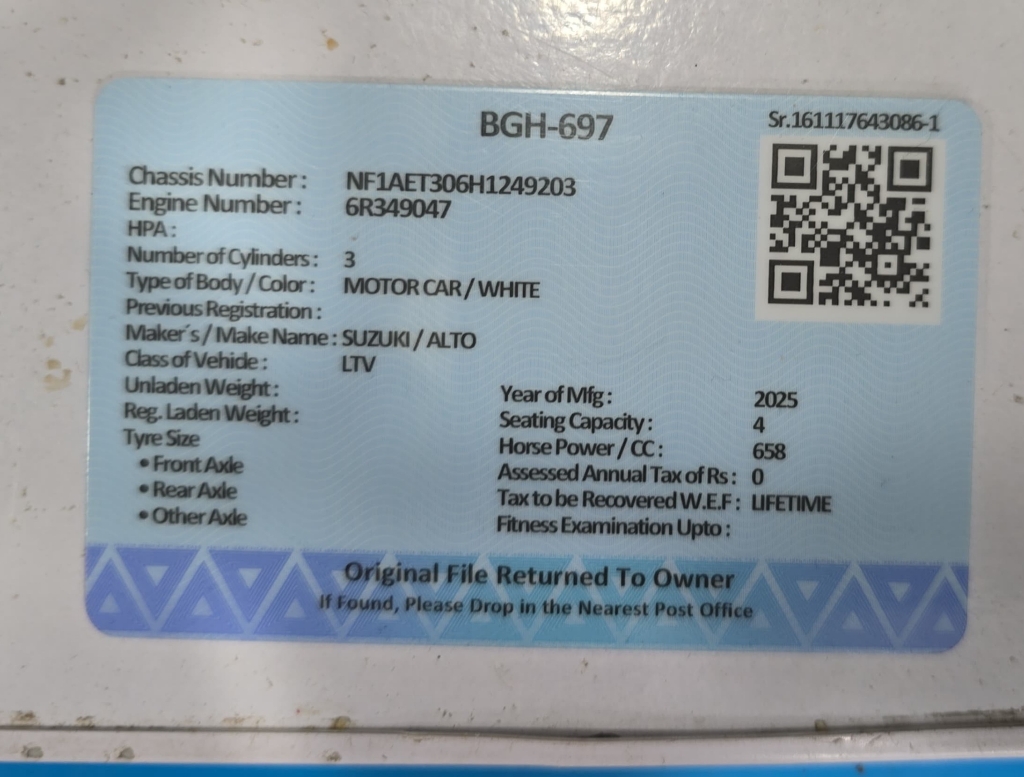 BGH-697
Sr.161117643086-1
Chassis Number : NF1AET306H1249203
Engine Number : 6R349047
HPA :
Number of Cylinders : 3
Type of Body / Color : MOTOR CAR / WHITE
Previous Registration :
Maker´s / Make Name : SUZUKI / ALTO
Class of Vehicle : LTV
Unladen Weight :
Reg. Laden Weight :
Tyre Size
• Front Axle
• Rear Axle
• Other Axle
Year of Mfg : 2025
Seating Capacity : 4
Horse Power / CC : 658
Assessed Annual Tax of Rs : 0
Tax to be Recovered W.E.F : LIFETIME
Fitness Examination Upto :
Original File Returned To Owner
If Found, Please Drop in the Nearest Post Office